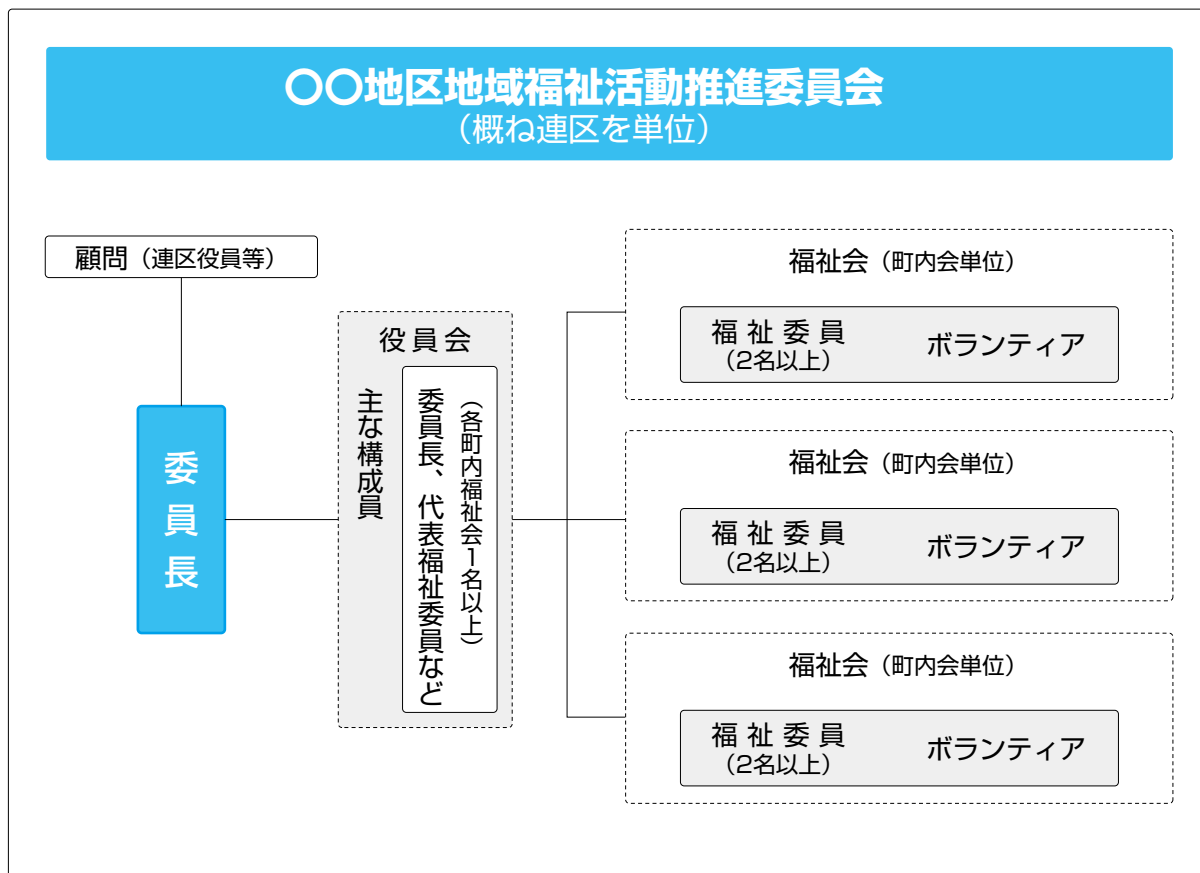 〇〇地区地域福祉活動推進委員会
（概ね連区を単位）
顧問（連区役員等）
委員長
役員会
主な構成員
委員長、代表福祉委員など
（各町内福祉会1名以上）
福祉会（町内会単位）
福祉委員 ボランティア
（2名以上）
福祉会（町内会単位）
福祉委員 ボランティア
（2名以上）
福祉会（町内会単位）
福祉委員 ボランティア
（2名以上）